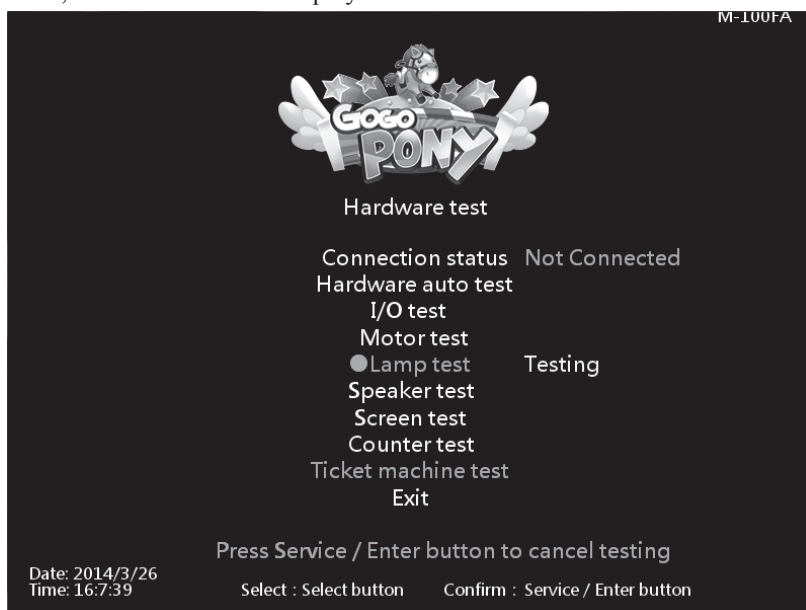 M-100FA
GOGO
PONY
Hardware test
Connection status Not Connected
Hardware auto test
I/O test
Motor test
●Lamp test Testing
Speaker test
Screen test
Counter test
Ticket machine test
Exit
Press Service / Enter button to cancel testing
Date: 2014/3/26
Time: 16:7:39 Select : Select button Confirm : Service / Enter button